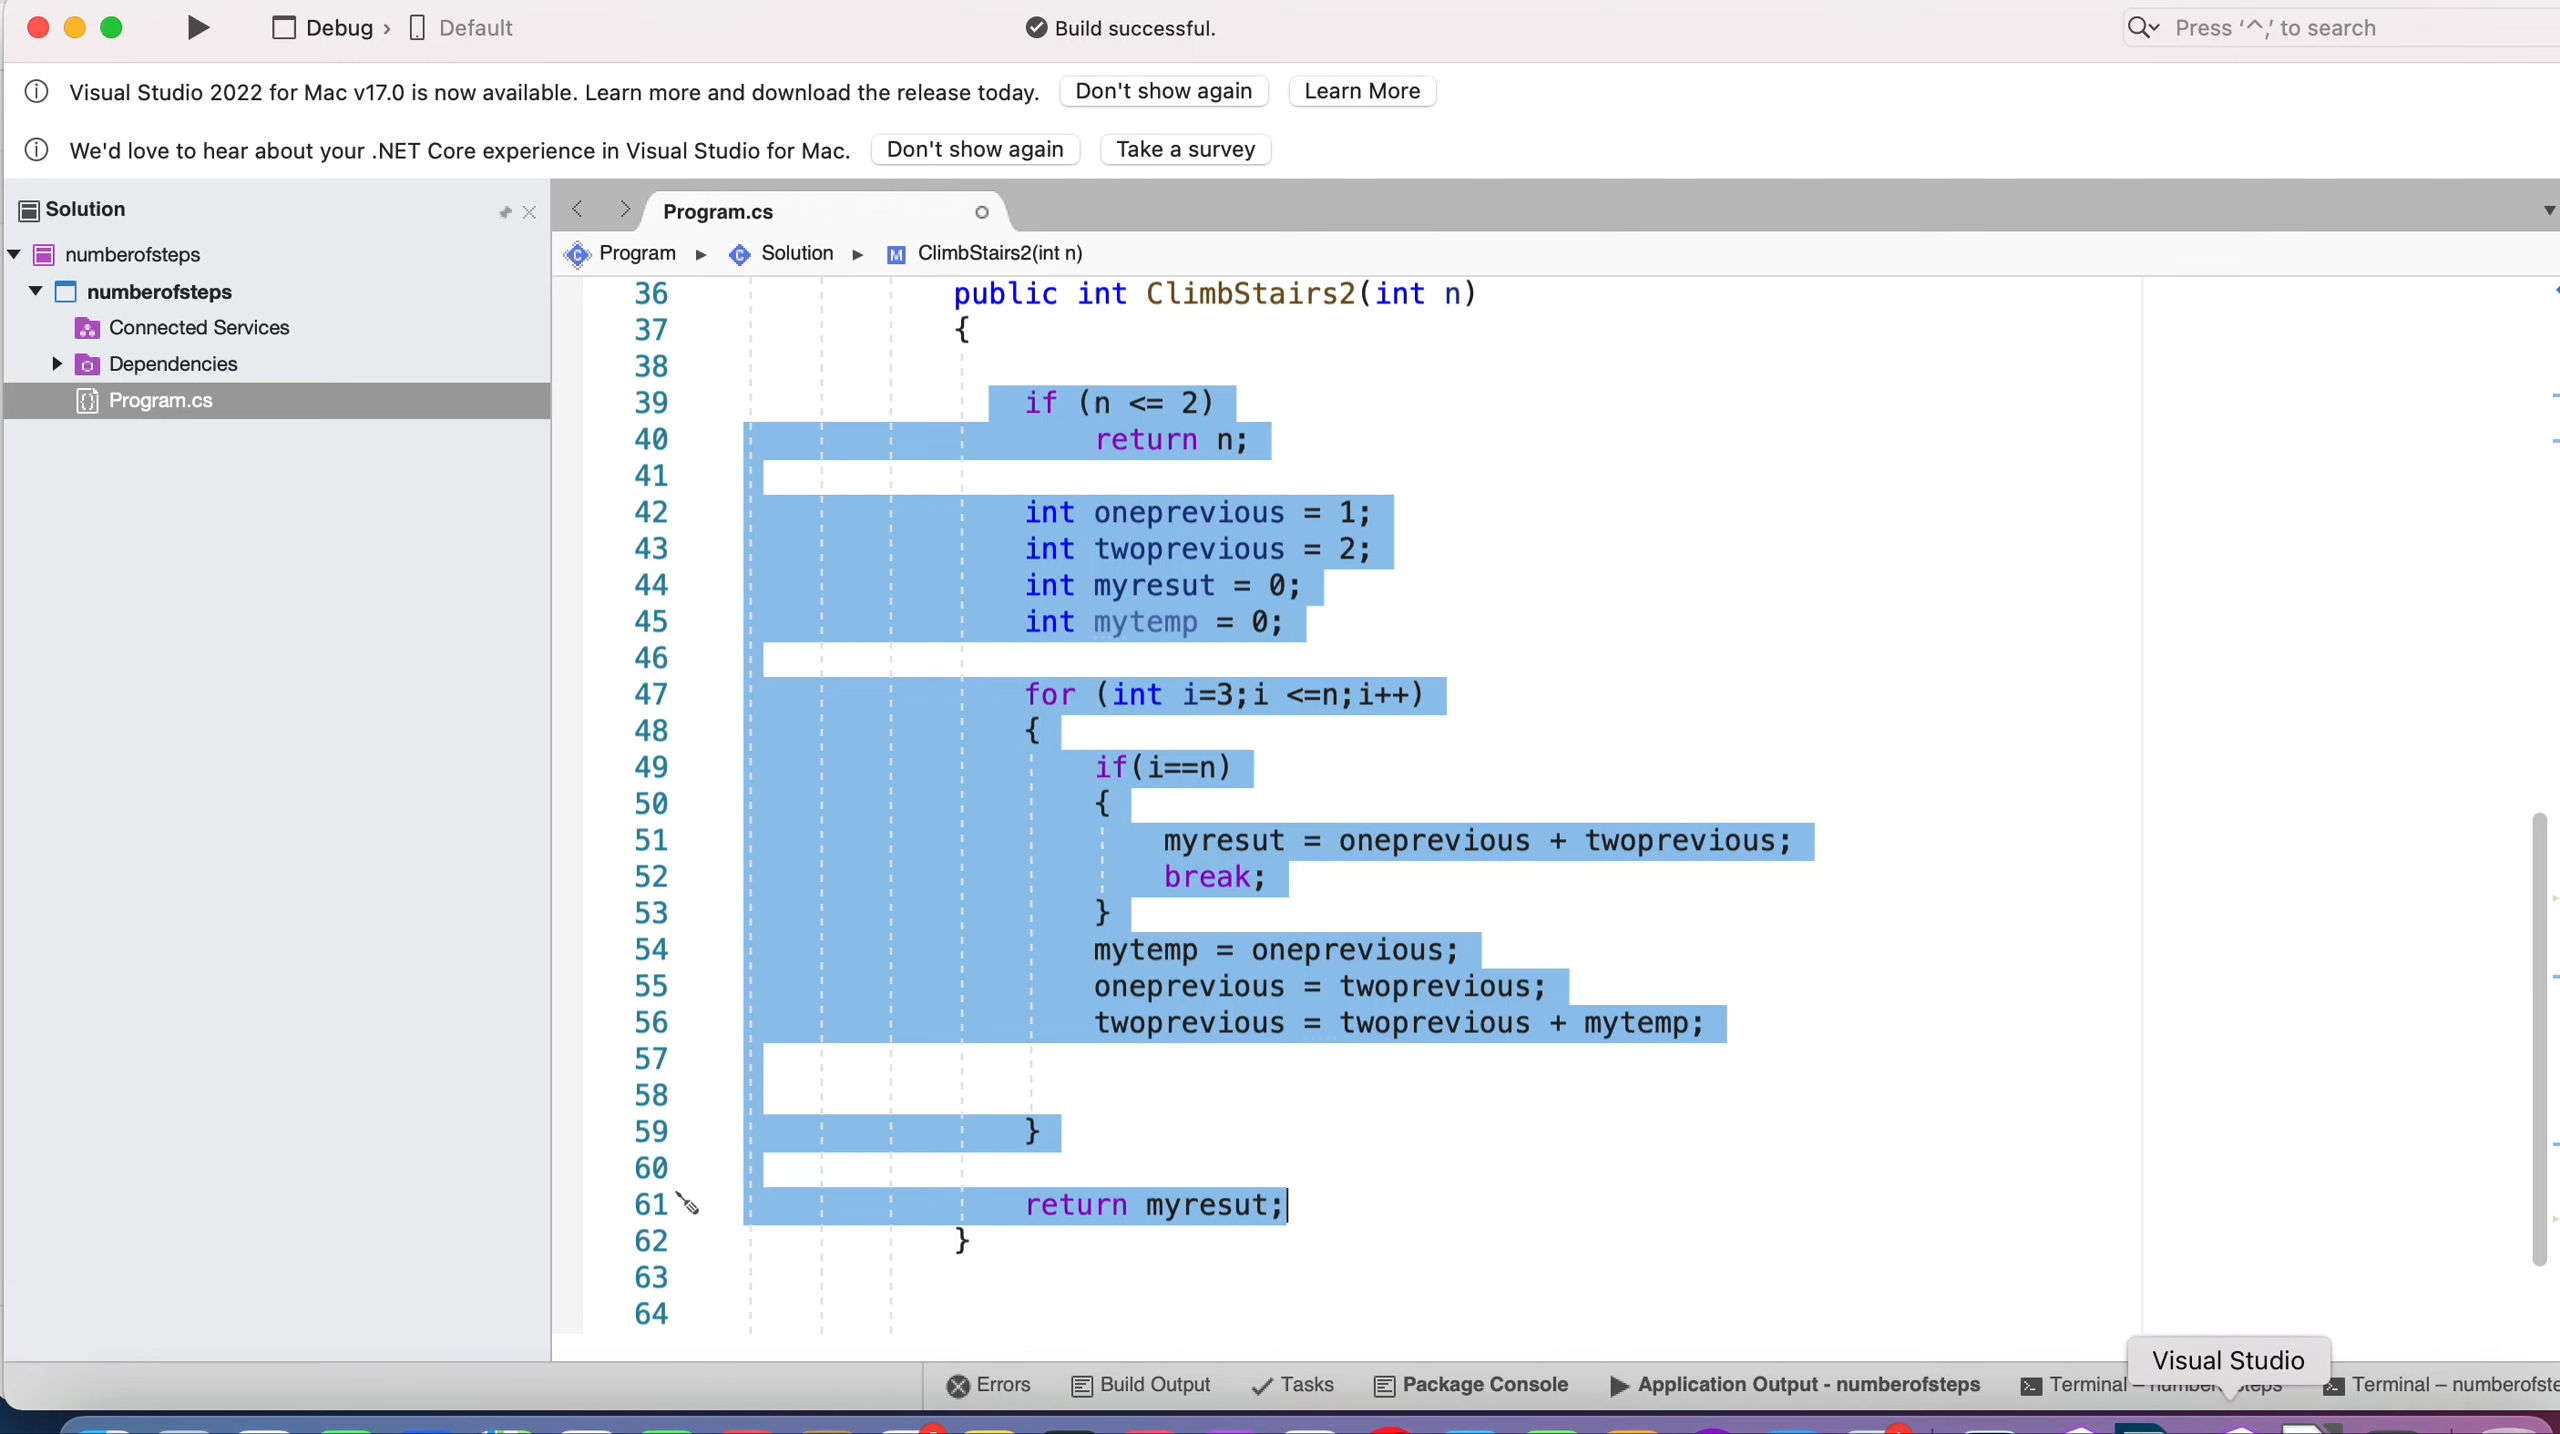 Debug › Default
Build successful.
Press '^,' to search
Visual Studio 2022 for Mac v17.0 is now available. Learn more and download the release today. Don't show again Learn More
We'd love to hear about your .NET Core experience in Visual Studio for Mac. Don't show again Take a survey
Solution
numberofsteps
numberofsteps
Connected Services
Dependencies
Program.cs
Program.cs
Program ▸ Solution ▸ ClimbStairs2(int n)
36 public int ClimbStairs2(int n)
37 {
38
39 if (n <= 2)
40 return n;
41
42 int oneprevious = 1;
43 int twoprevious = 2;
44 int myresut = 0;
45 int mytemp = 0;
46
47 for (int i=3;i <=n;i++)
48 {
49 if(i==n)
50 {
51 myresut = oneprevious + twoprevious;
52 break;
53 }
54 mytemp = oneprevious;
55 oneprevious = twoprevious;
56 twoprevious = twoprevious + mytemp;
57
58
59 }
60
61 return myresut;
62 }
63
64
Visual Studio
Errors Build Output Tasks Package Console Application Output - numberofsteps Terminal – numberofsteps Terminal –